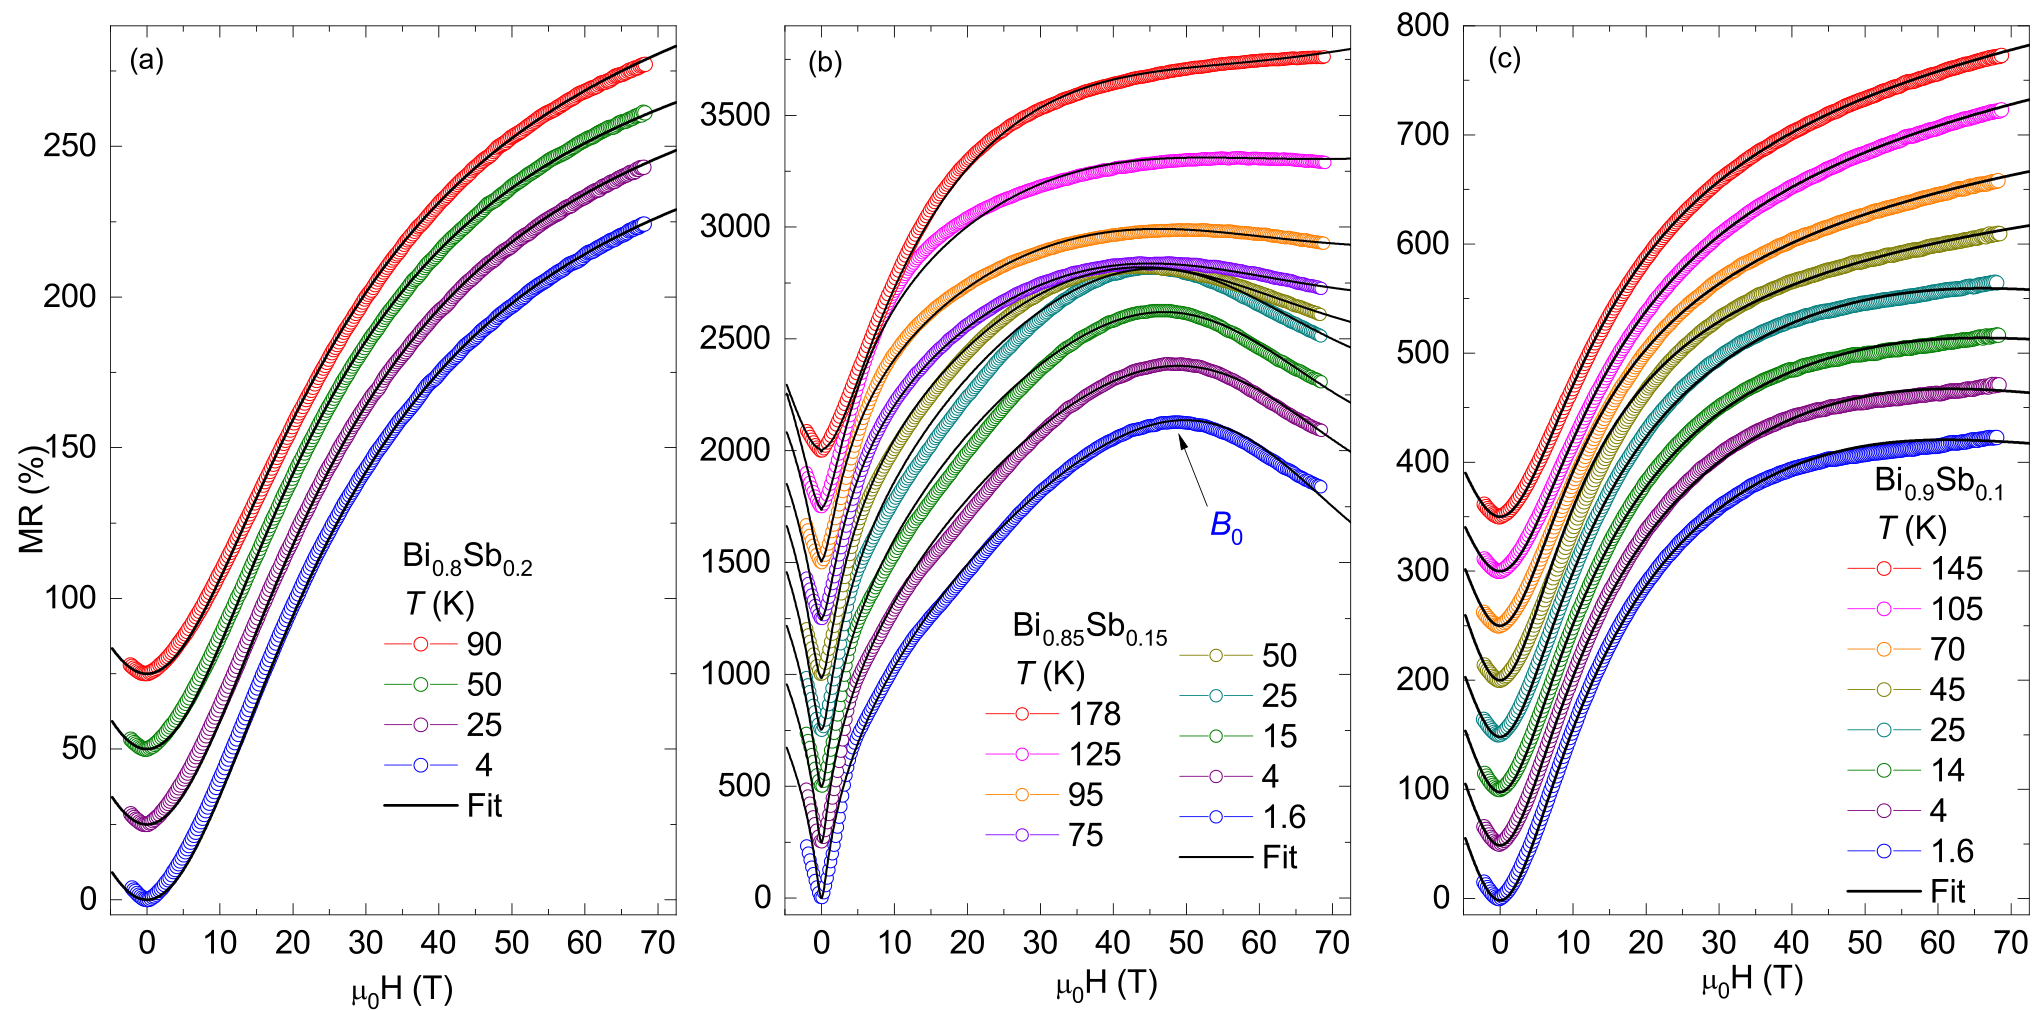 (a)
MR (%)
250
200
150
100
50
0
Bi0.8Sb0.2
T (K)
90
50
25
4
Fit
0 10 20 30 40 50 60 70
μ0H (T)
(b)
3500
3000
2500
2000
1500
1000
500
0
B0
Bi0.85Sb0.15
T (K)
178
125
95
75
50
25
15
4
1.6
Fit
0 10 20 30 40 50 60 70
μ0H (T)
(c)
800
700
600
500
400
300
200
100
0
Bi0.9Sb0.1
T (K)
145
105
70
45
25
14
4
1.6
Fit
0 10 20 30 40 50 60 70
μ0H (T)